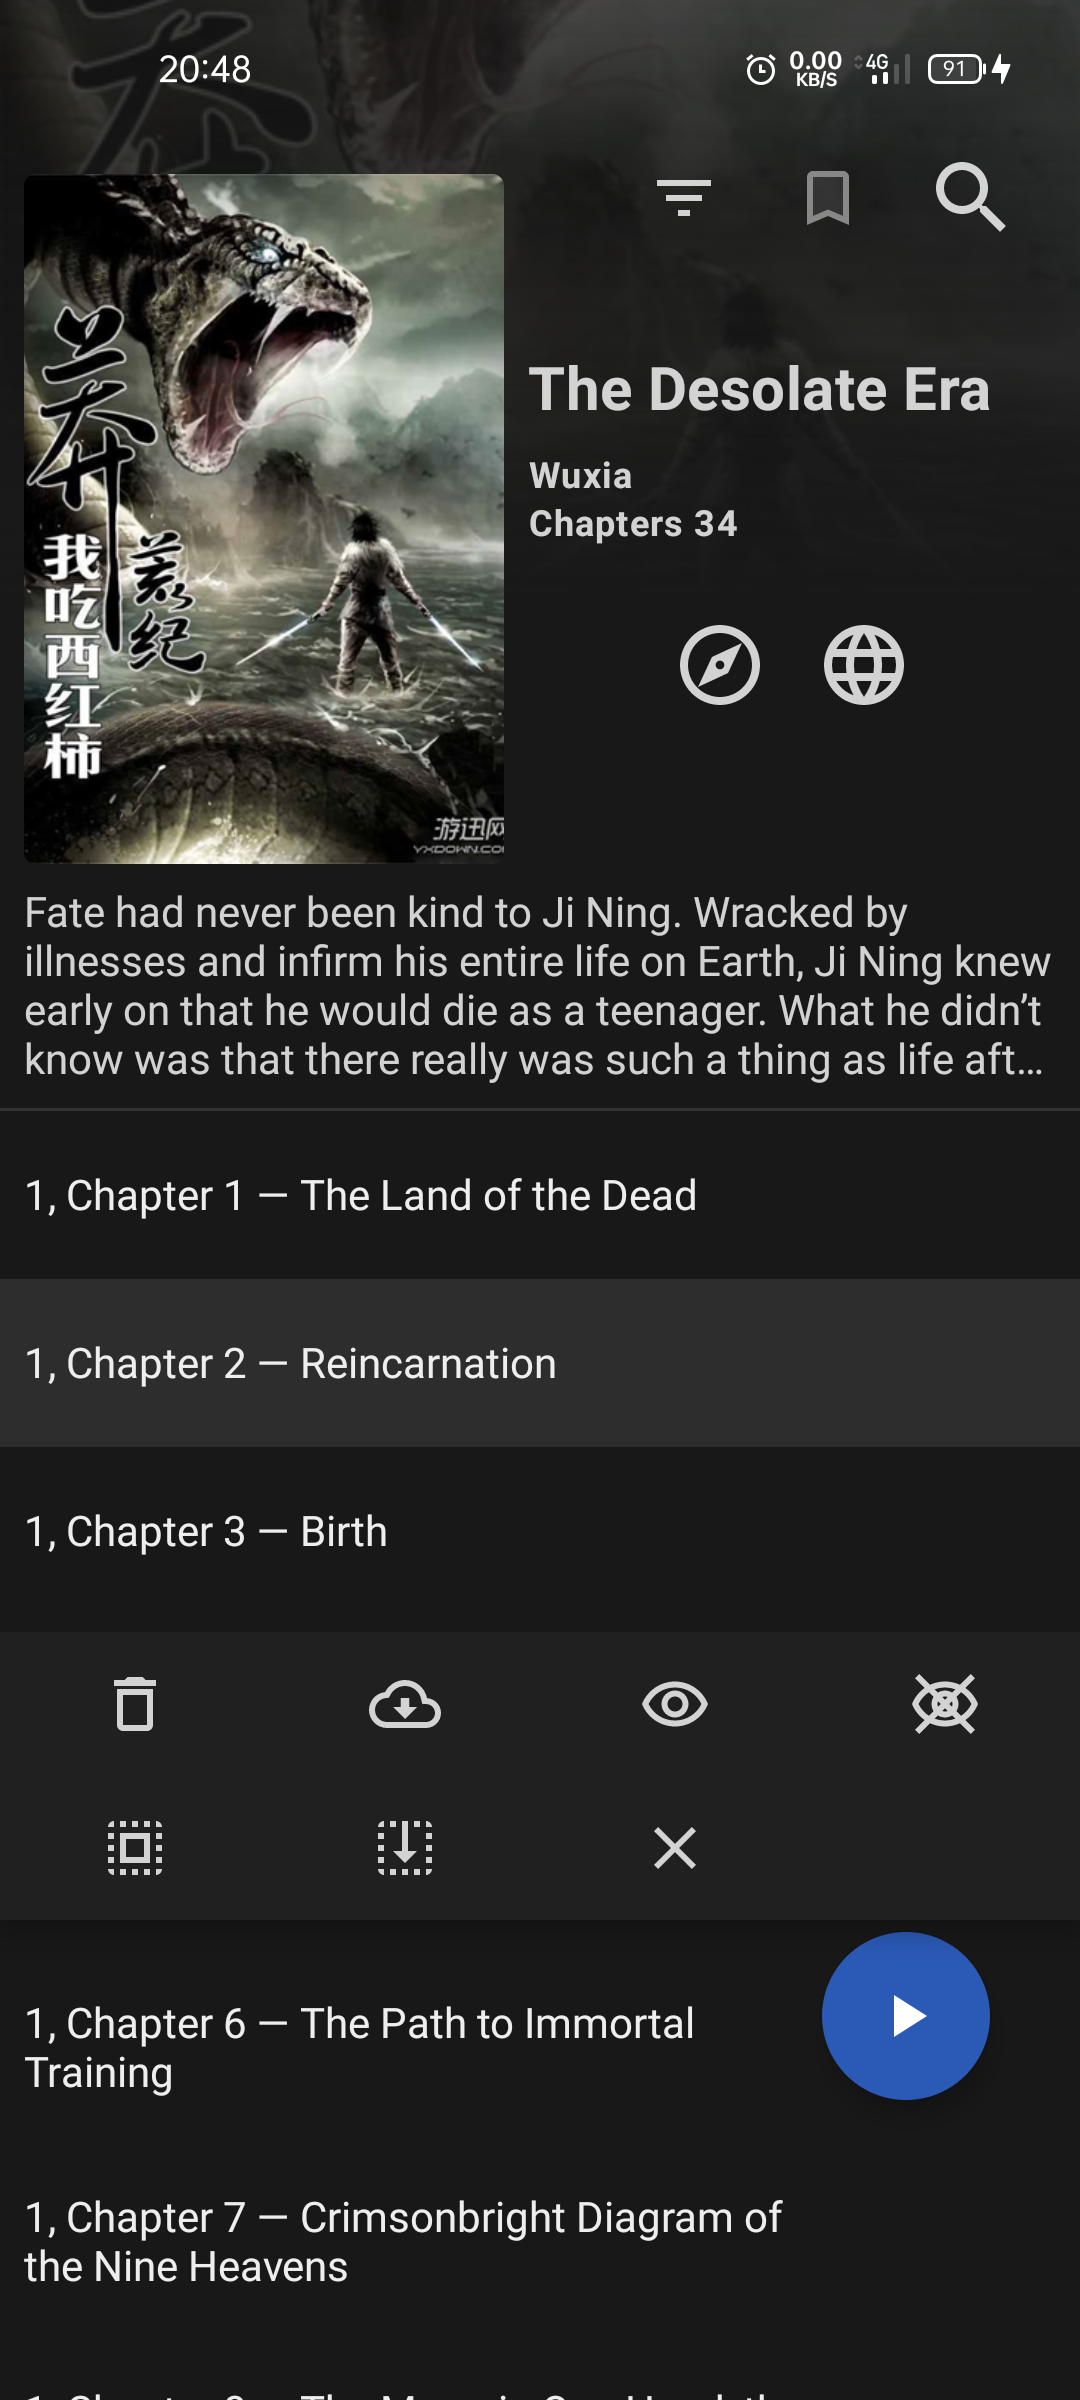 20:48
0.00
KB/S
4G
91
莽
荒
纪
我吃西红柿
游迅网
YXDOWN.CO
The Desolate Era
Wuxia
Chapters 34
Fate had never been kind to Ji Ning. Wracked by
illnesses and infirm his entire life on Earth, Ji Ning knew
early on that he would die as a teenager. What he didn’t
know was that there really was such a thing as life aft…
1, Chapter 1 — The Land of the Dead
1, Chapter 2 — Reincarnation
1, Chapter 3 — Birth
1, Chapter 6 — The Path to Immortal
Training
1, Chapter 7 — Crimsonbright Diagram of
the Nine Heavens